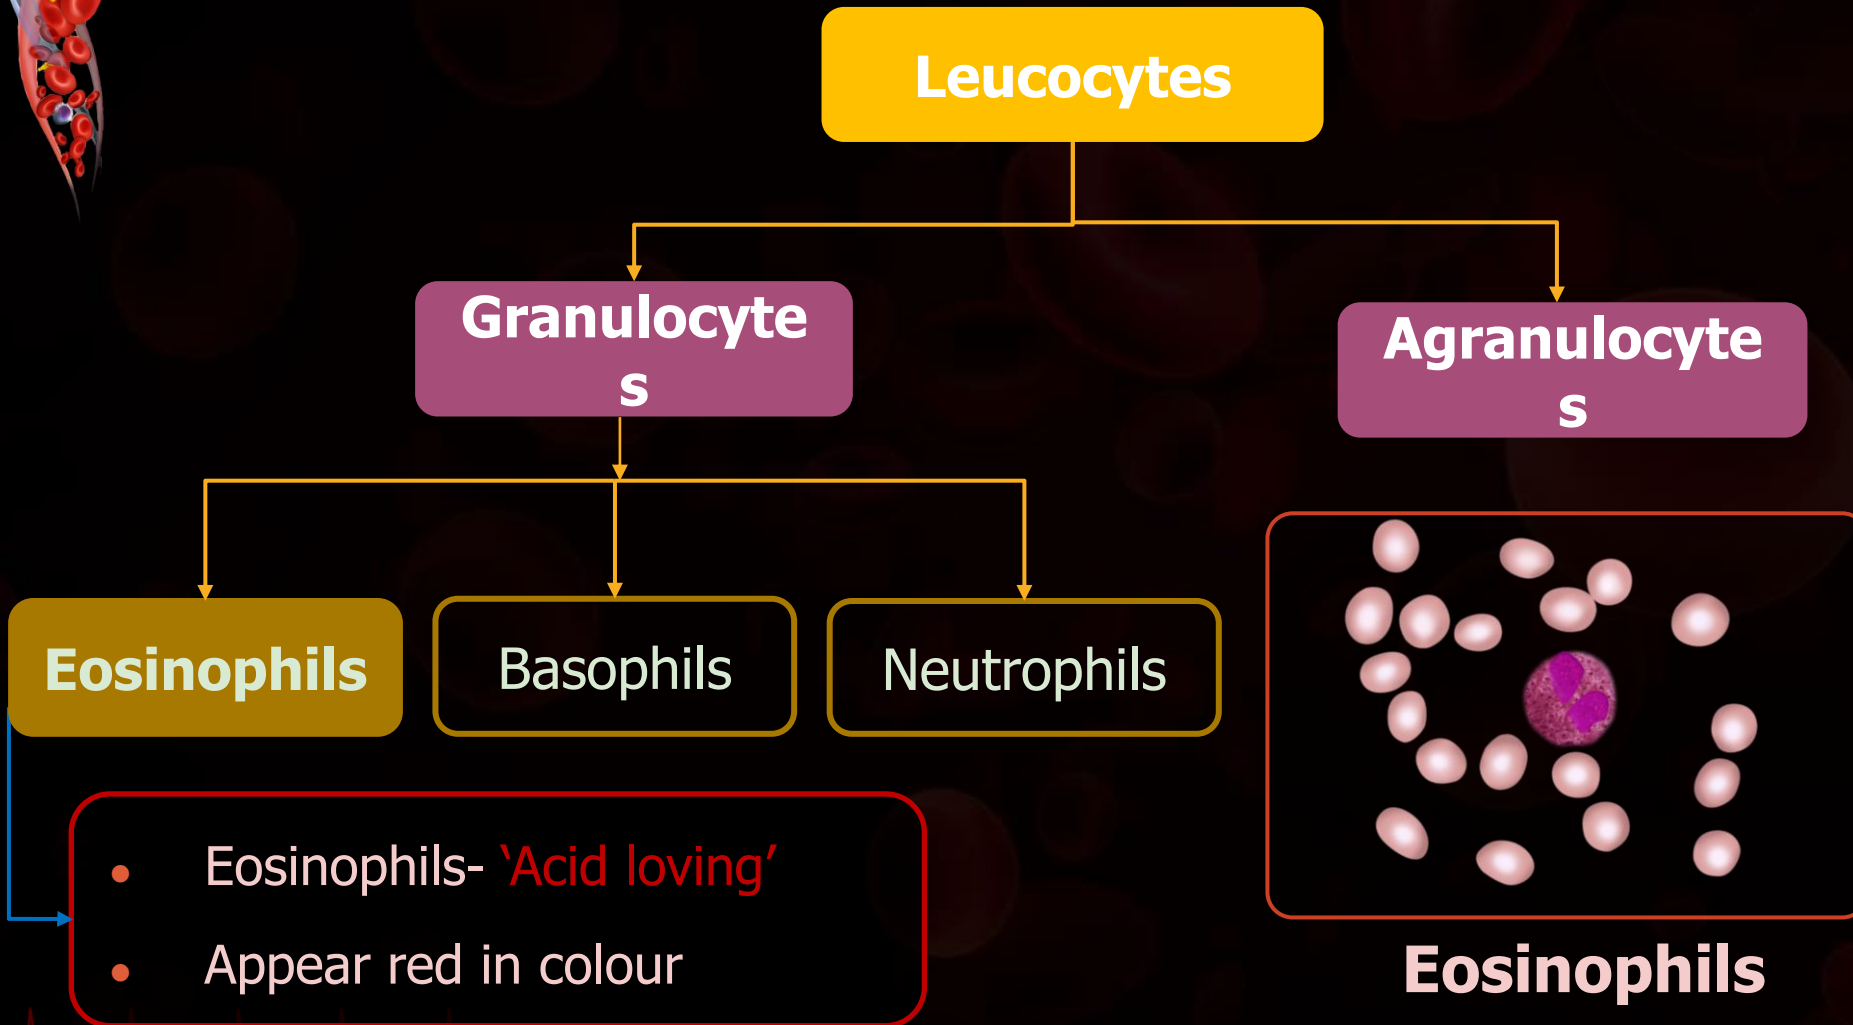 Leucocytes
Granulocyte
s
Agranulocyte
s
Eosinophils
Basophils
Neutrophils
• Eosinophils- ‘Acid loving’
• Appear red in colour
Eosinophils